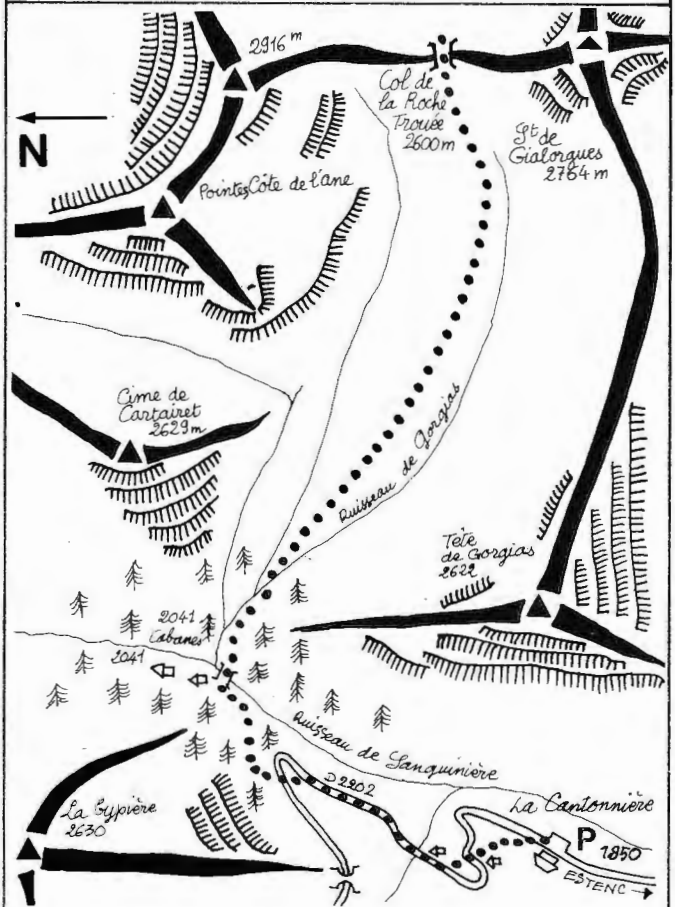 2916 m
N
Col de
la Roche
Trouée
2600 m
St de
Gialorgues
2764 m
Pointes Côte de l'ane
Cime de
Cartairet
2629 m
Ruisseau de Gorgias
Tête
de Gorgias
2622
2041
Cabanes
2041
Ruisseau de Sanguinière
D 2202
La Gypière
2630
La Cantonnière
P 1850
ESTENC